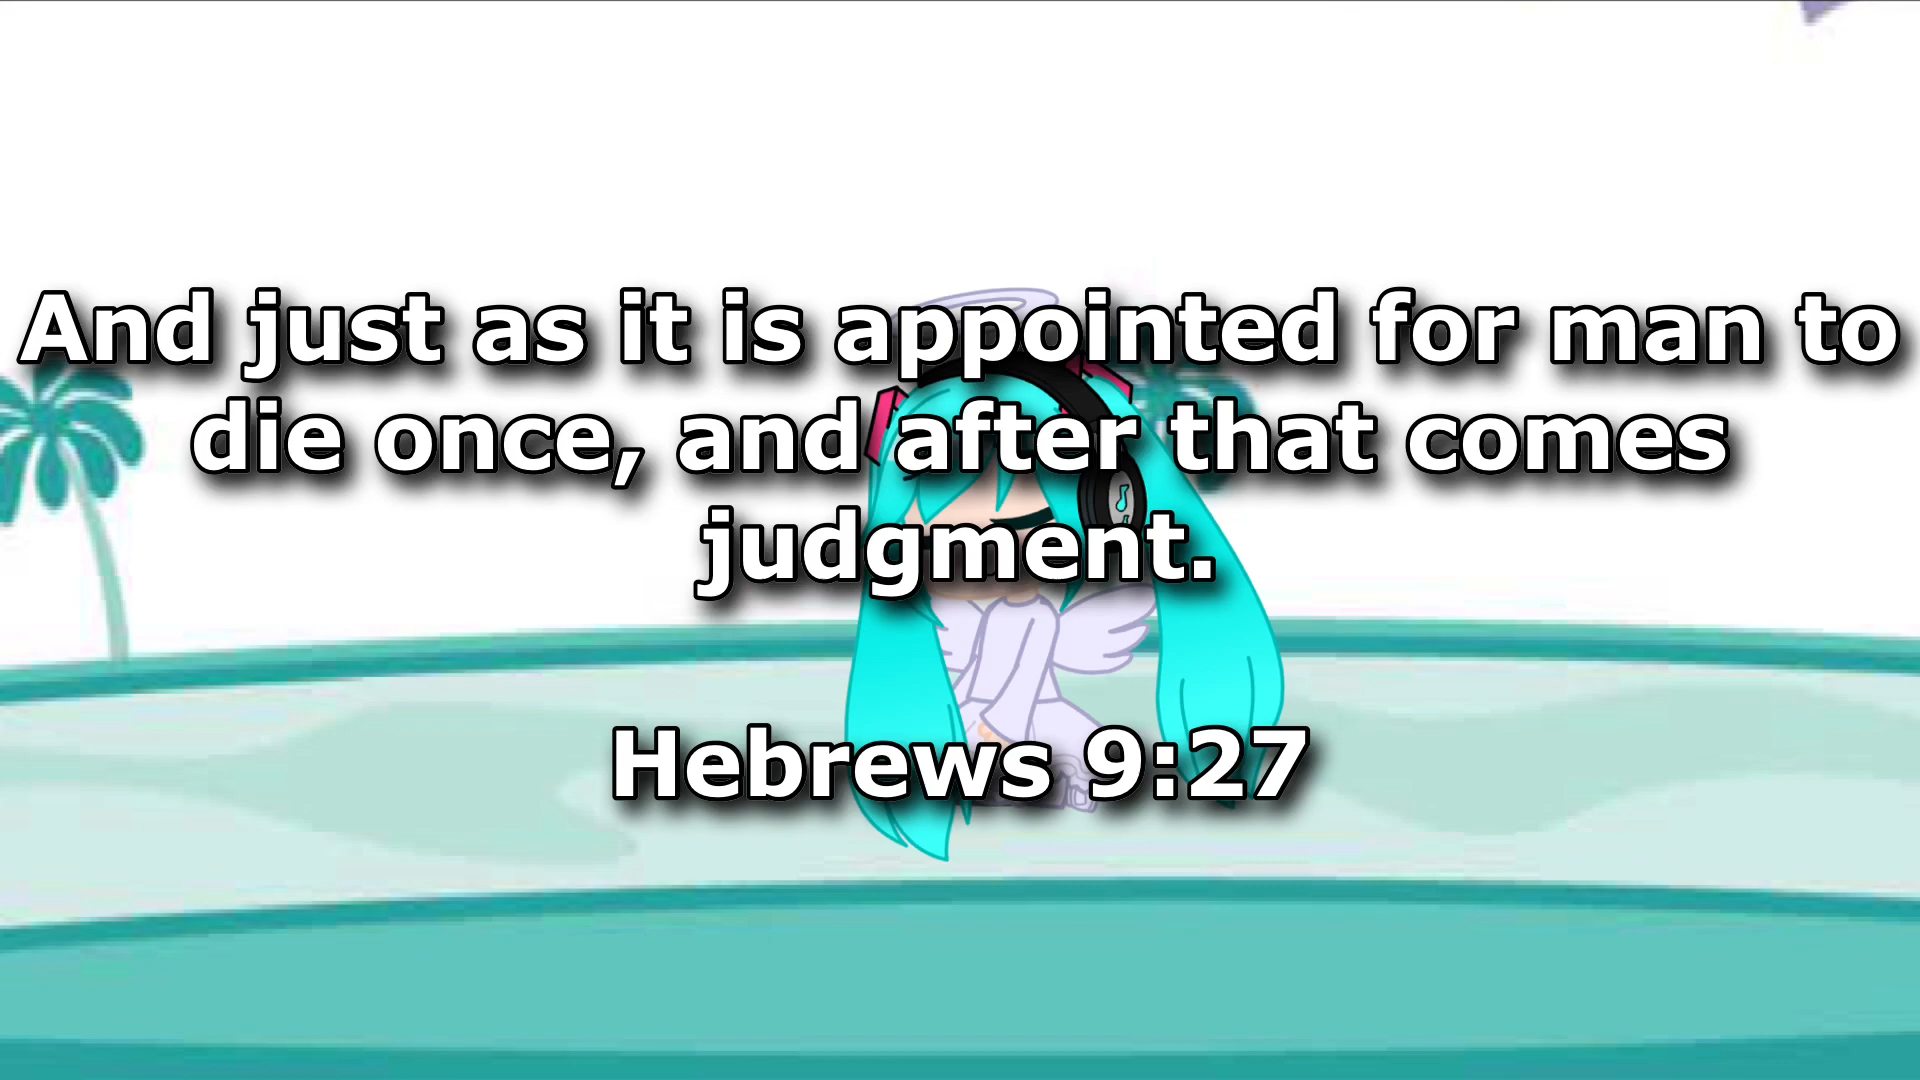 And just as it is appointed for man to
die once, and after that comes
judgment.
Hebrews 9:27